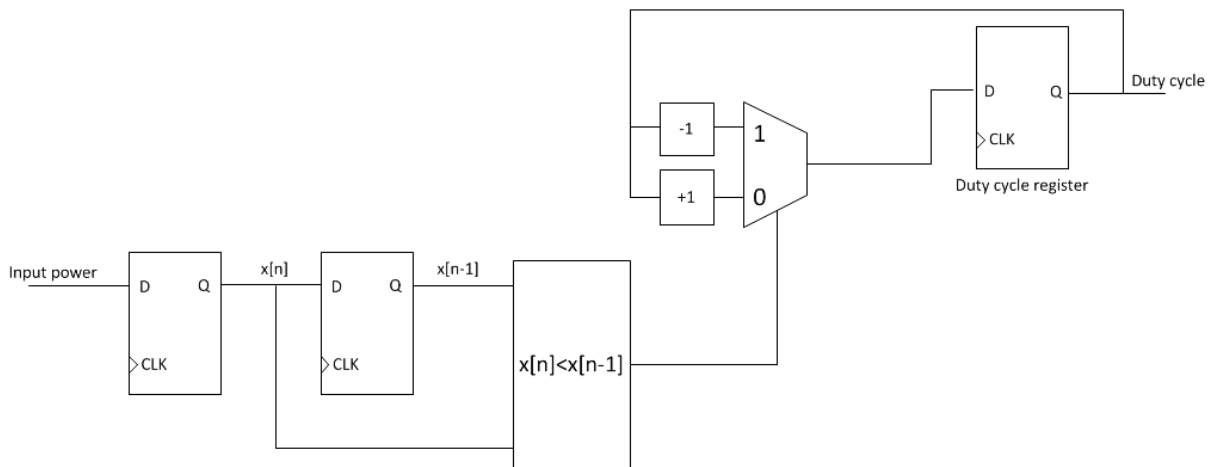 Duty cycle
D Q
CLK
Duty cycle register
-1
1
+1
0
Input power
x[n]
x[n-1]
D Q
CLK
D Q
CLK
x[n]<x[n-1]